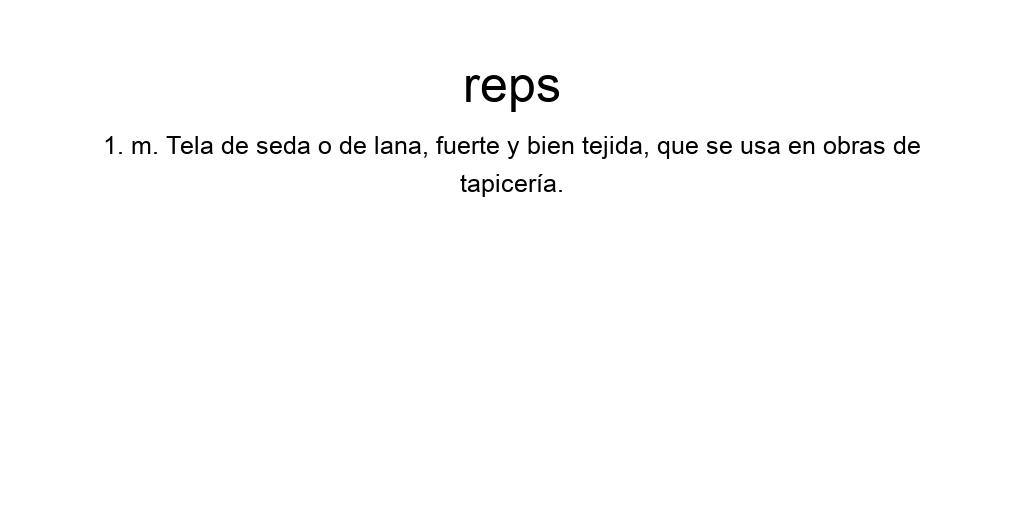 reps
1. m. Tela de seda o de lana, fuerte y bien tejida, que se usa en obras de
tapicería.